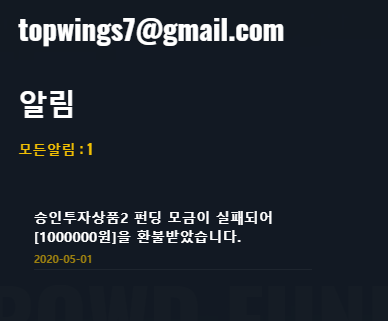 topwings7@gmail.com
알림
모든알림 : 1
승인투자상품2 펀딩 모금이 실패되어
[1000000원]을 환불받았습니다.
2020-05-01